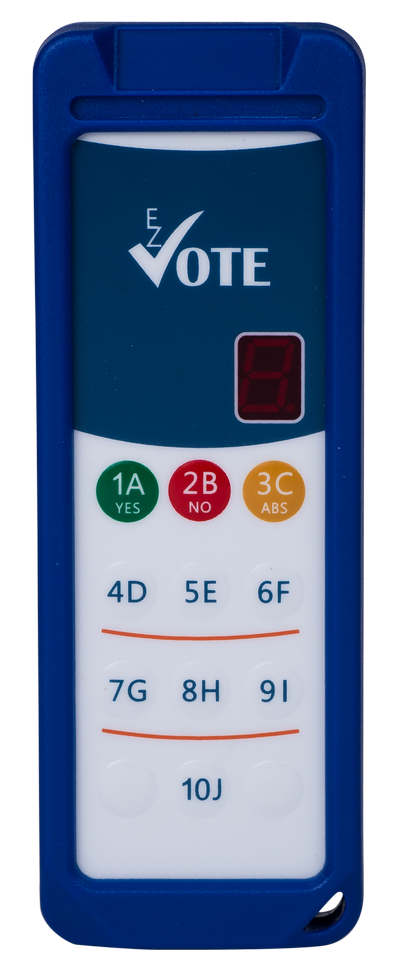 EZ VOTE
1A 2B 3C
YES NO ABS
4D 5E 6F
7G 8H 9I
10J